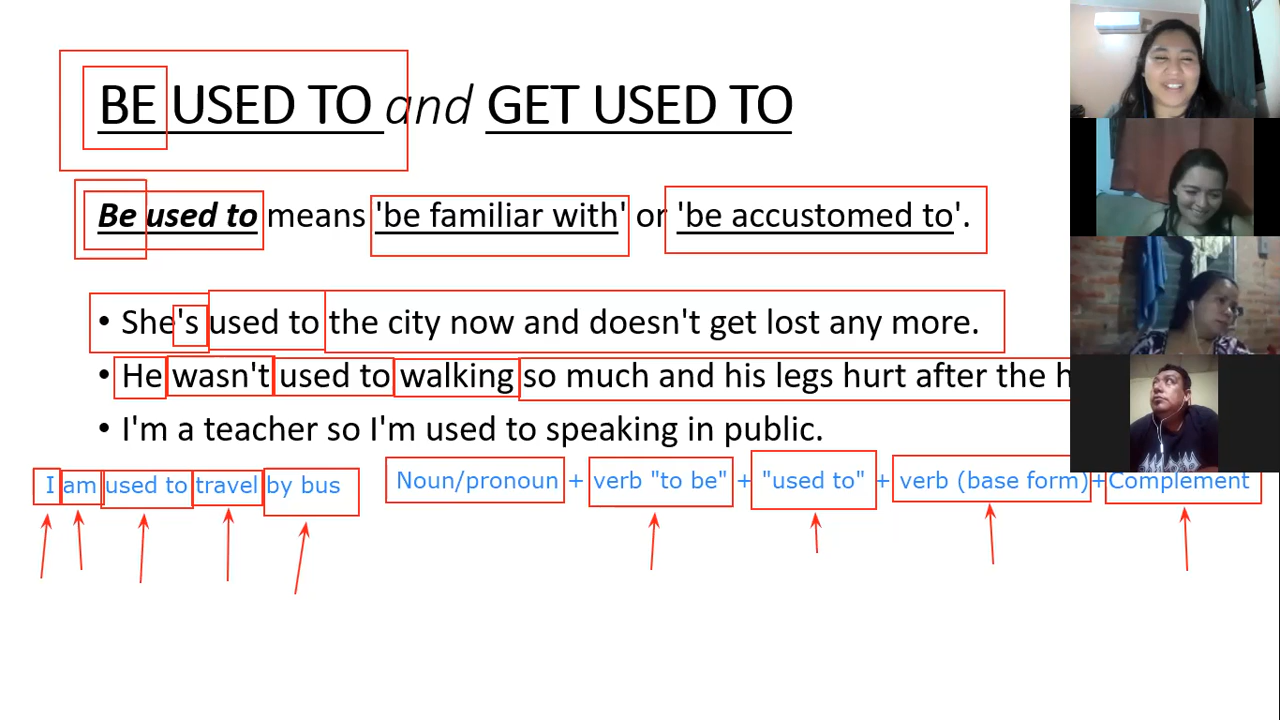 BE USED TO and GET USED TO
Be used to means 'be familiar with' or 'be accustomed to'.
• She's used to the city now and doesn't get lost any more.
• He wasn't used to walking so much and his legs hurt after the
• I'm a teacher so I'm used to speaking in public.
I am used to travel by bus
Noun/pronoun + verb "to be" + "used to" + verb (base form)+Complement